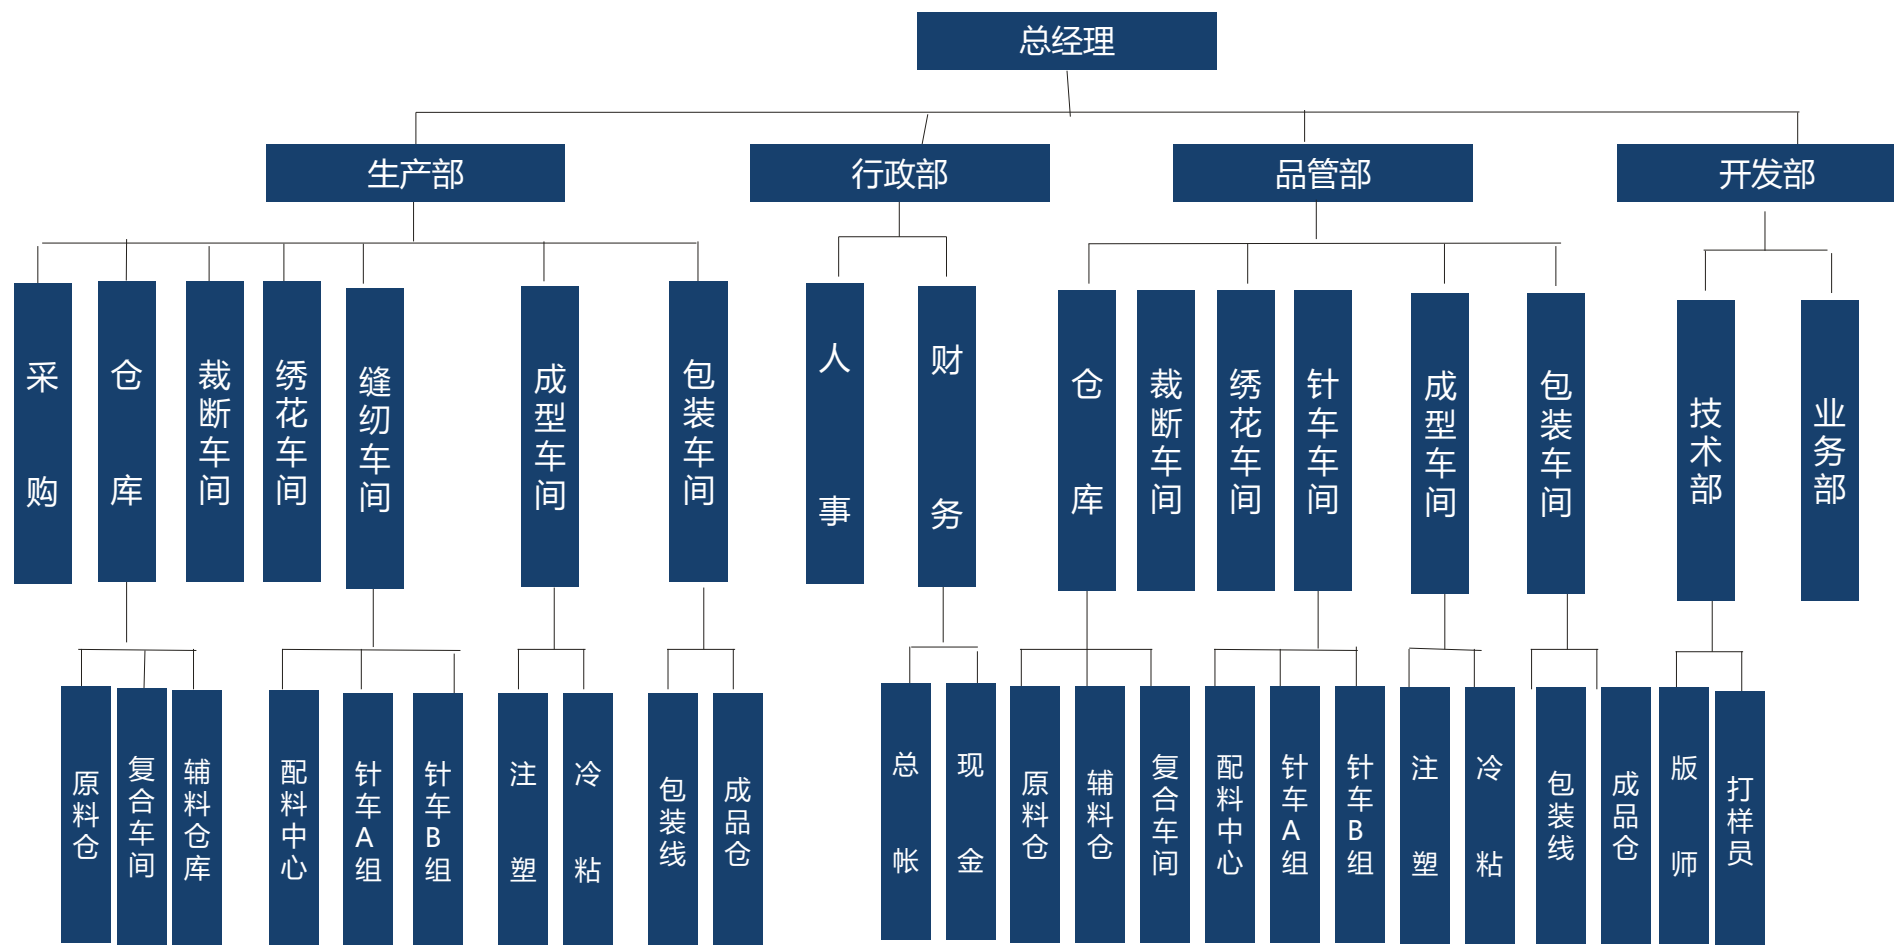 总经理
生产部
行政部
品管部
开发部
采购
仓库
裁断车间
绣花车间
缝纫车间
成型车间
包装车间
人事
财务
仓库
裁断车间
绣花车间
针车车间
成型车间
包装车间
技术部
业务部
原料仓
复合车间
辅料仓库
配料中心
针车A组
针车B组
注塑
冷粘
包装线
成品仓
总帐
现金
原料仓
辅料仓
复合车间
配料中心
针车A组
针车B组
注塑
冷粘
包装线
成品仓
版师
打样员